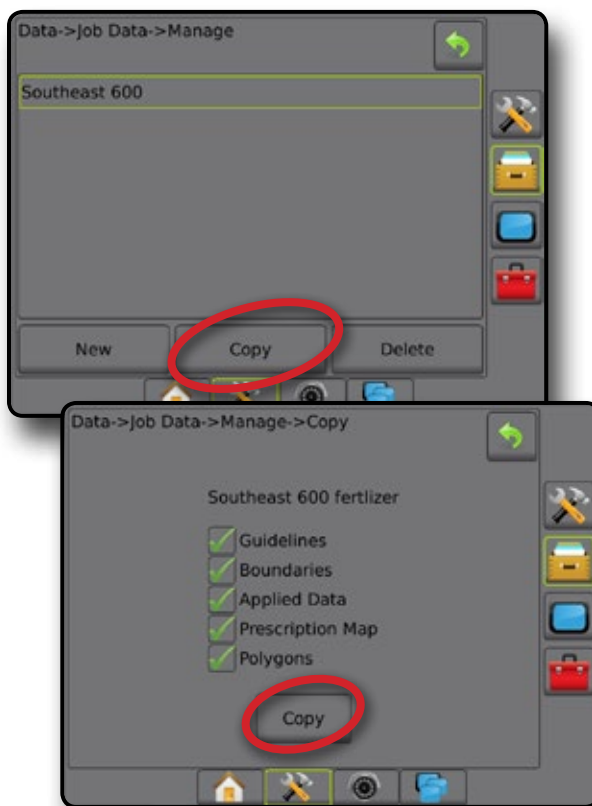 Data->Job Data->Manage
Southeast 600
New Copy Delete
Data->Job Data->Manage->Copy
Southeast 600 fertlizer
Guidelines
Boundaries
Applied Data
Prescription Map
Polygons
Copy